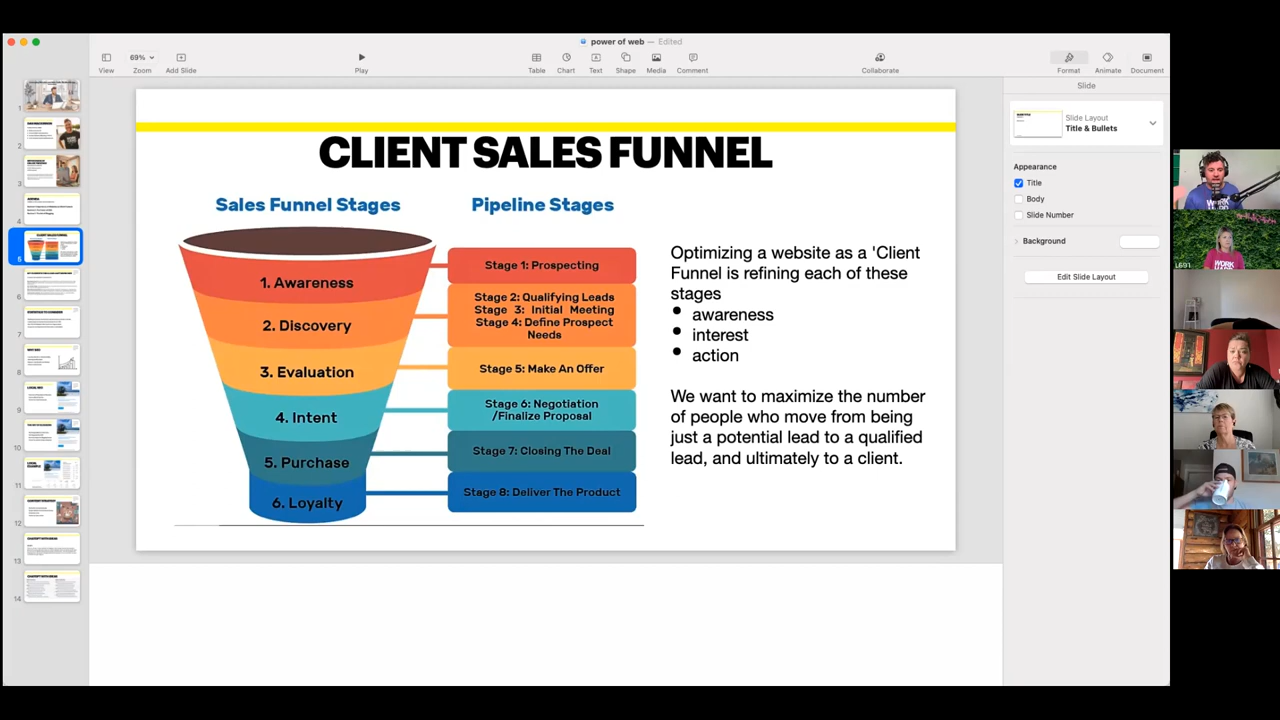 power of web — Edited
69%
View
Zoom
Add Slide
Play
Table
Chart
Text
Shape
Media
Comment
Collaborate
Format
Animate
Document
Slide
Slide Layout
Title & Bullets
Appearance
Title
Body
Slide Number
Background
Edit Slide Layout
1
2
3
4
5
6
7
8
9
10
11
12
13
14
CLIENT SALES FUNNEL
Sales Funnel Stages
Pipeline Stages
1. Awareness
2. Discovery
3. Evaluation
4. Intent
5. Purchase
6. Loyalty
Stage 1: Prospecting
Stage 2: Qualifying Leads
Stage 3: Initial Meeting
Stage 4: Define Prospect
Needs
Stage 5: Make An Offer
Stage 6: Negotiation
/Finalize Proposal
Stage 7: Closing The Deal
Stage 8: Deliver The Product
Optimizing a website as a 'Client
Funnel is refining each of these
stages
• awareness
• interest
• action
We want to maximize the number
of people who move from being
just a potential lead to a qualified
lead, and ultimately to a client.